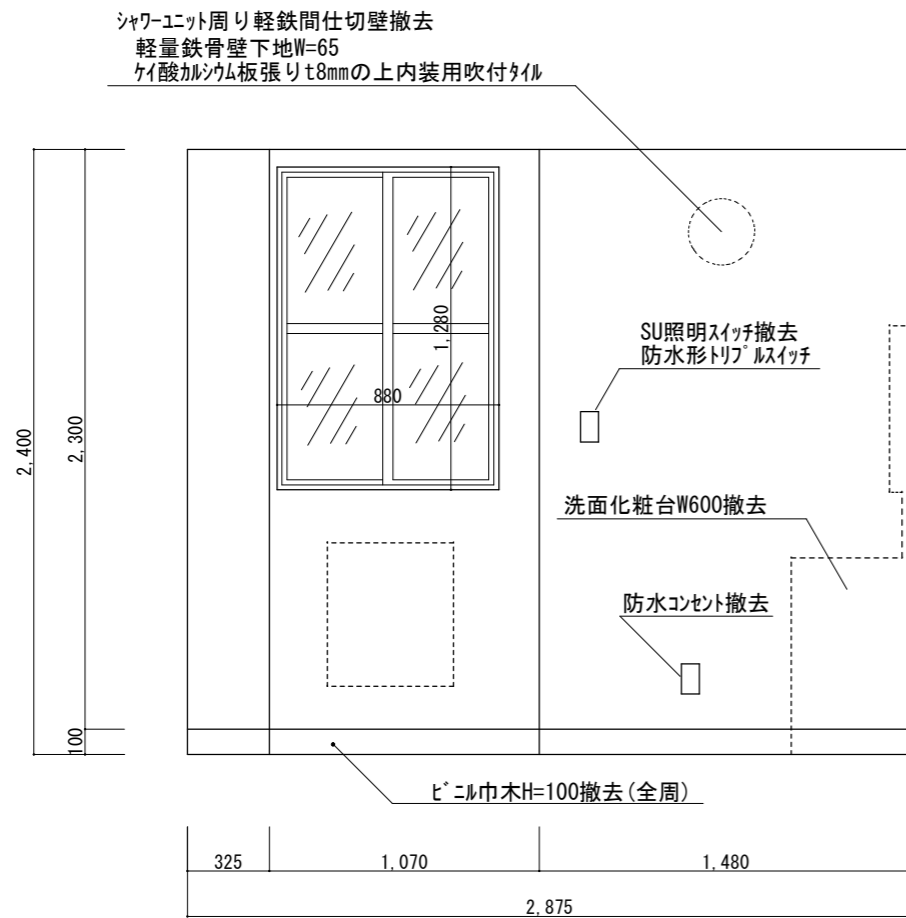 ｼｬﾜｰﾕﾆｯﾄ周り軽鉄間仕切壁撤去
軽量鉄骨壁下地W=65
ｹｲ酸ｶﾙｼｳﾑ板張りt8mmの上内装用吹付ﾀｲﾙ
1,280
880
SU照明ｽｲｯﾁ撤去
防水形ﾄﾘﾌﾟﾙｽｲｯﾁ
2,400
2,300
洗面化粧台W600撤去
防水ｺﾝｾﾝﾄ撤去
100
ﾋﾞﾆﾙ巾木H=100撤去(全周)
325
1,070
1,480
2,875